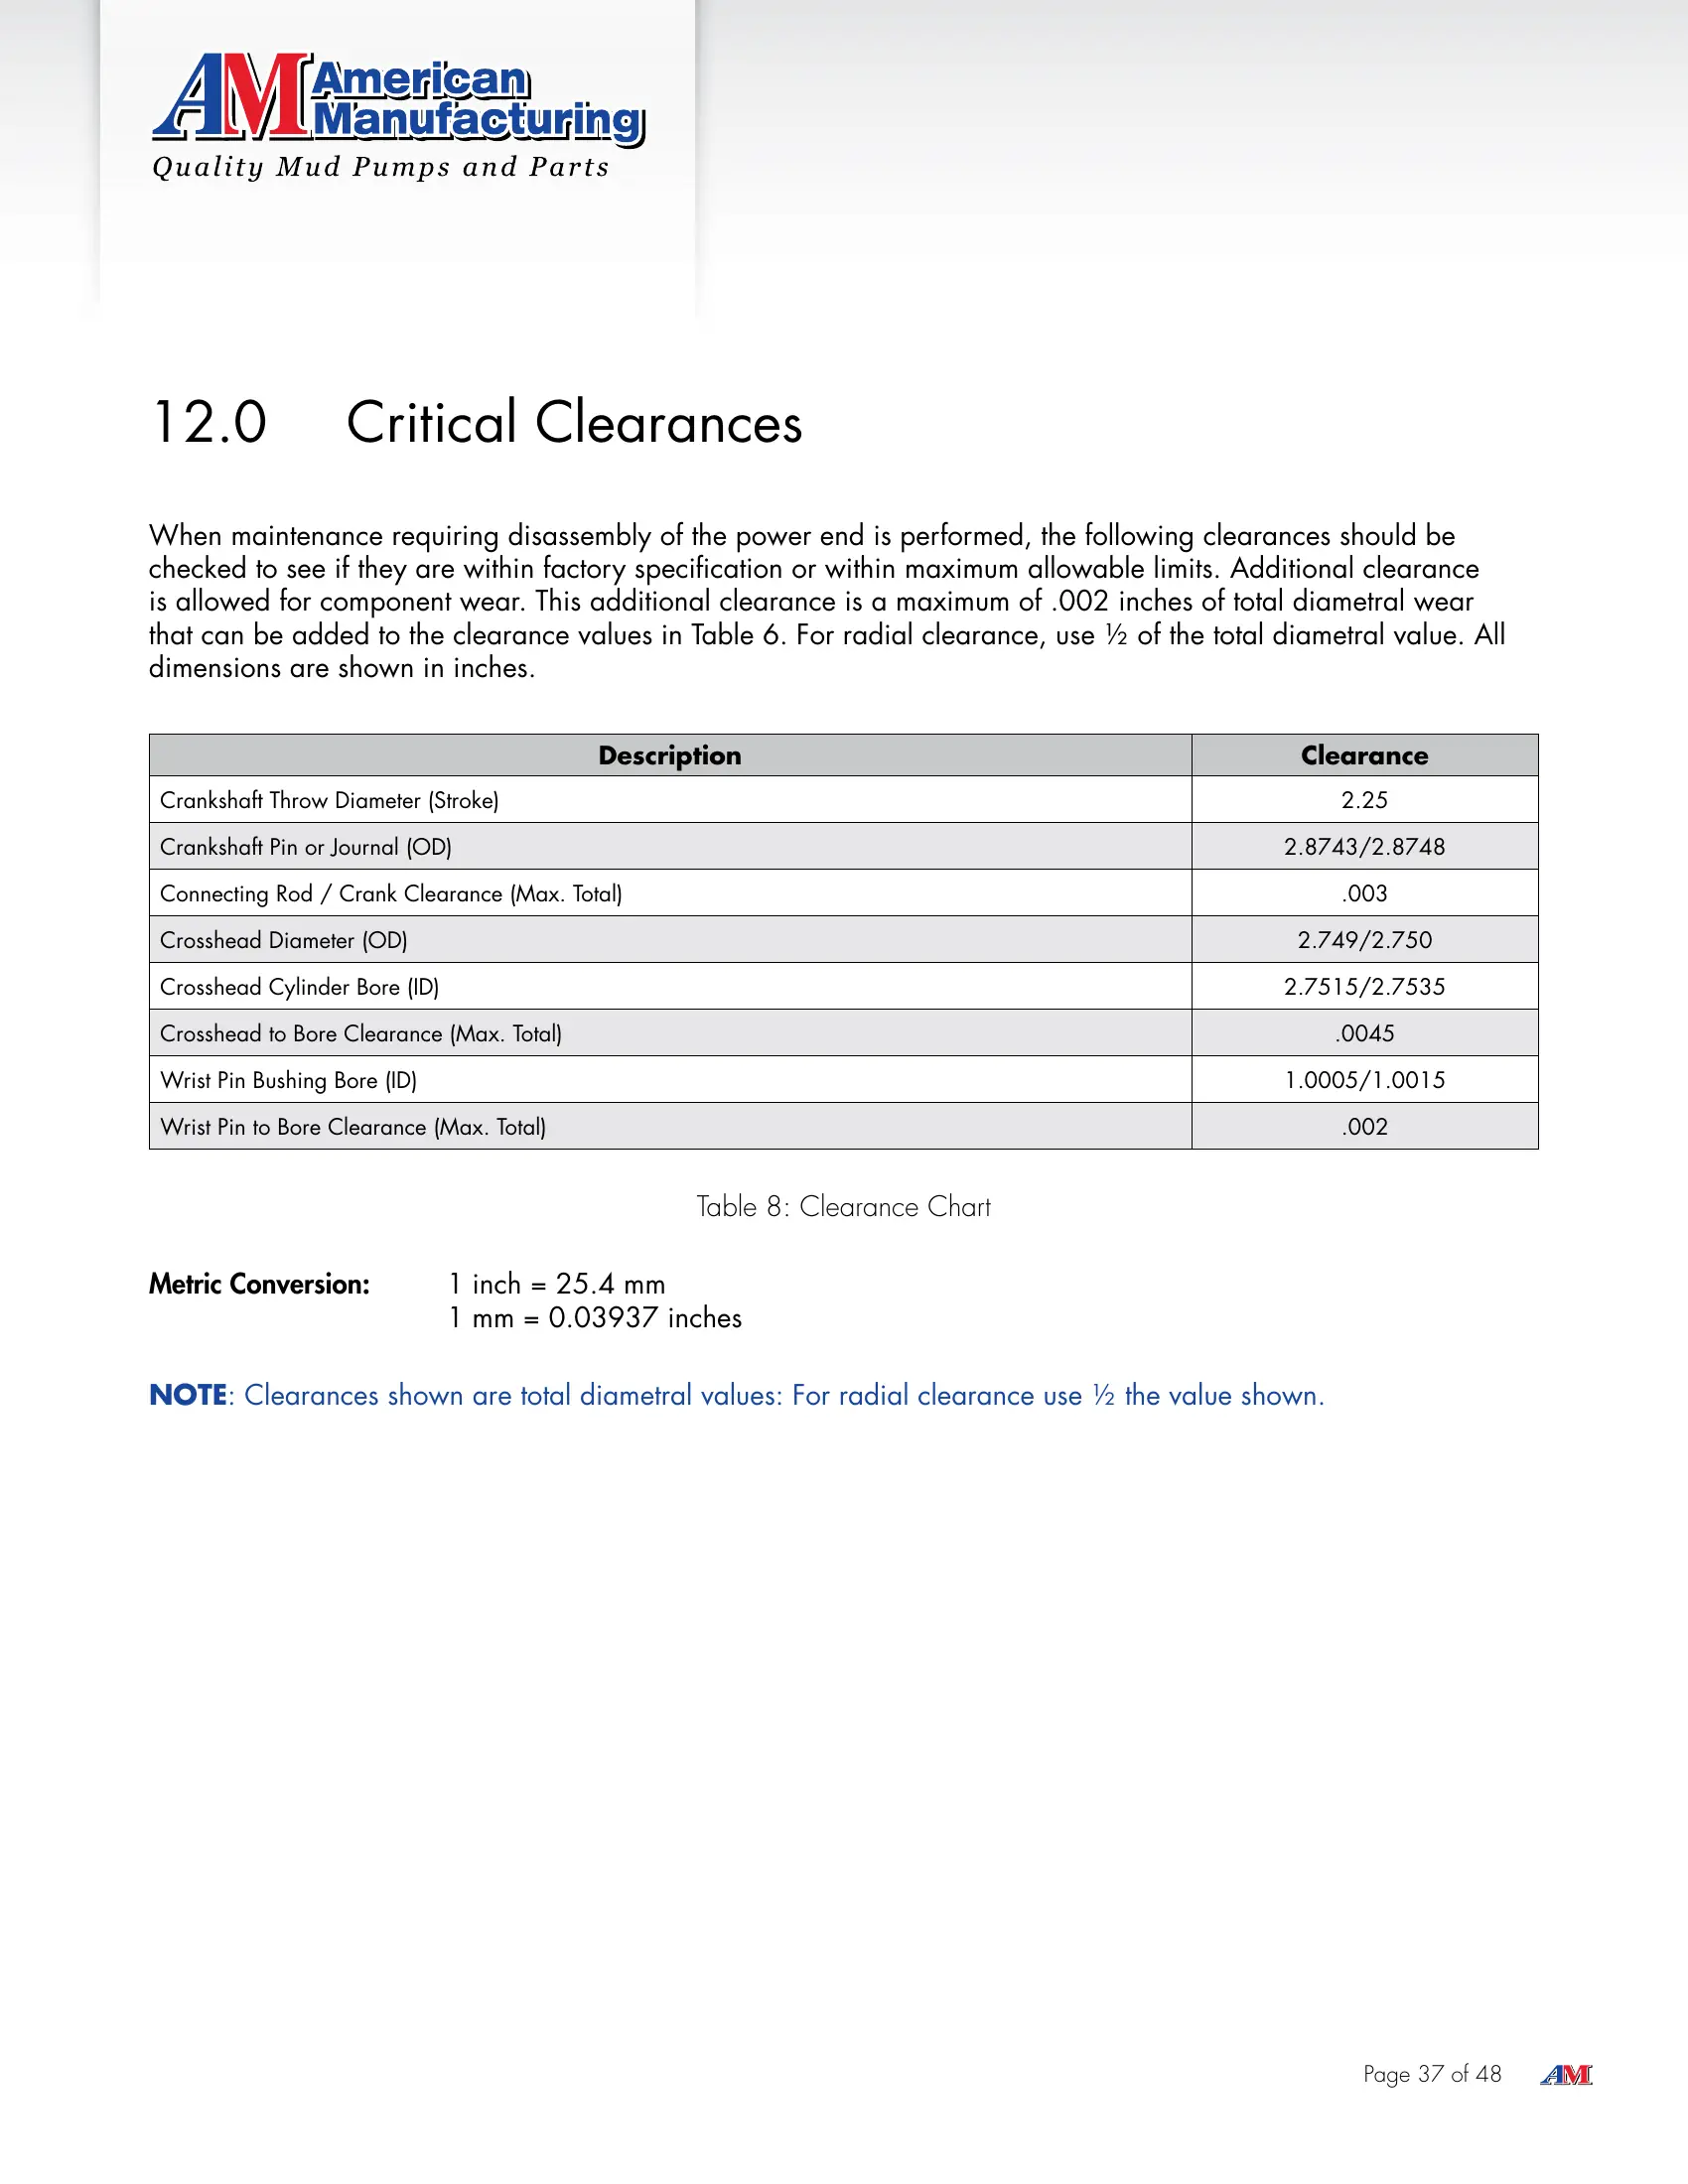 AM American
Manufacturing
Quality Mud Pumps and Parts
12.0 Critical Clearances
When maintenance requiring disassembly of the power end is performed, the following clearances should be
checked to see if they are within factory specification or within maximum allowable limits. Additional clearance
is allowed for component wear. This additional clearance is a maximum of .002 inches of total diametral wear
that can be added to the clearance values in Table 6. For radial clearance, use ½ of the total diametral value. All
dimensions are shown in inches.
Description Clearance
Crankshaft Throw Diameter (Stroke) 2.25
Crankshaft Pin or Journal (OD) 2.8743/2.8748
Connecting Rod / Crank Clearance (Max. Total) .003
Crosshead Diameter (OD) 2.749/2.750
Crosshead Cylinder Bore (ID) 2.7515/2.7535
Crosshead to Bore Clearance (Max. Total) .0045
Wrist Pin Bushing Bore (ID) 1.0005/1.0015
Wrist Pin to Bore Clearance (Max. Total) .002
Table 8: Clearance Chart
Metric Conversion: 1 inch = 25.4 mm
1 mm = 0.03937 inches
NOTE: Clearances shown are total diametral values: For radial clearance use ½ the value shown.
Page 37 of 48 AM